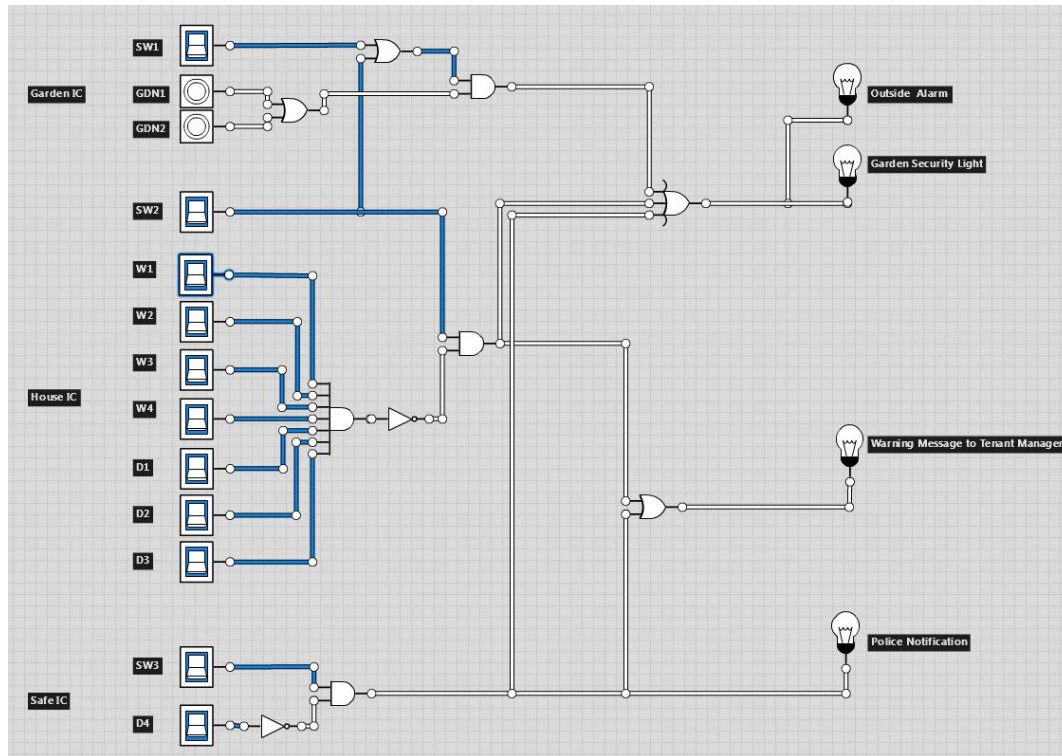 SW1
Garden IC
GDN1
GDN2
SW2
W1
W2
W3
House IC
W4
D1
D2
D3
SW3
Safe IC
D4
Outside Alarm
Garden Security Light
Warning Message to Tenant Manager
Police Notification